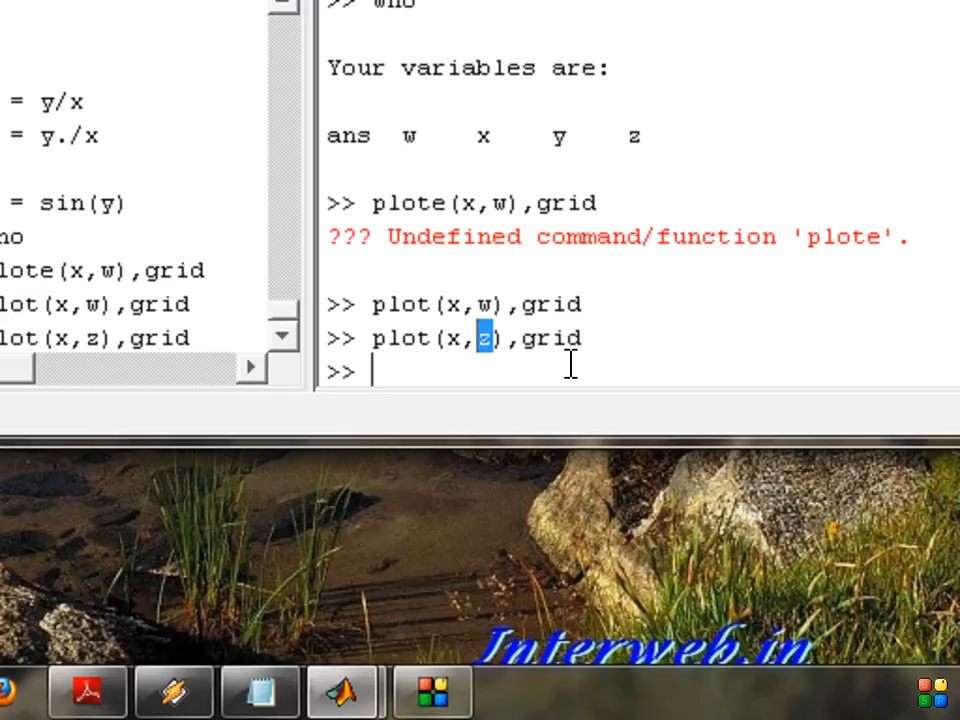 >> who
Your variables are:
ans w x y z
>> plote(x,w),grid
??? Undefined command/function 'plote'.
>> plot(x,w),grid
>> plot(x,z),grid
>>
= y/x
= y./x
= sin(y)
ho
lote(x,w),grid
lot(x,w),grid
lot(x,z),grid
Interweb.in